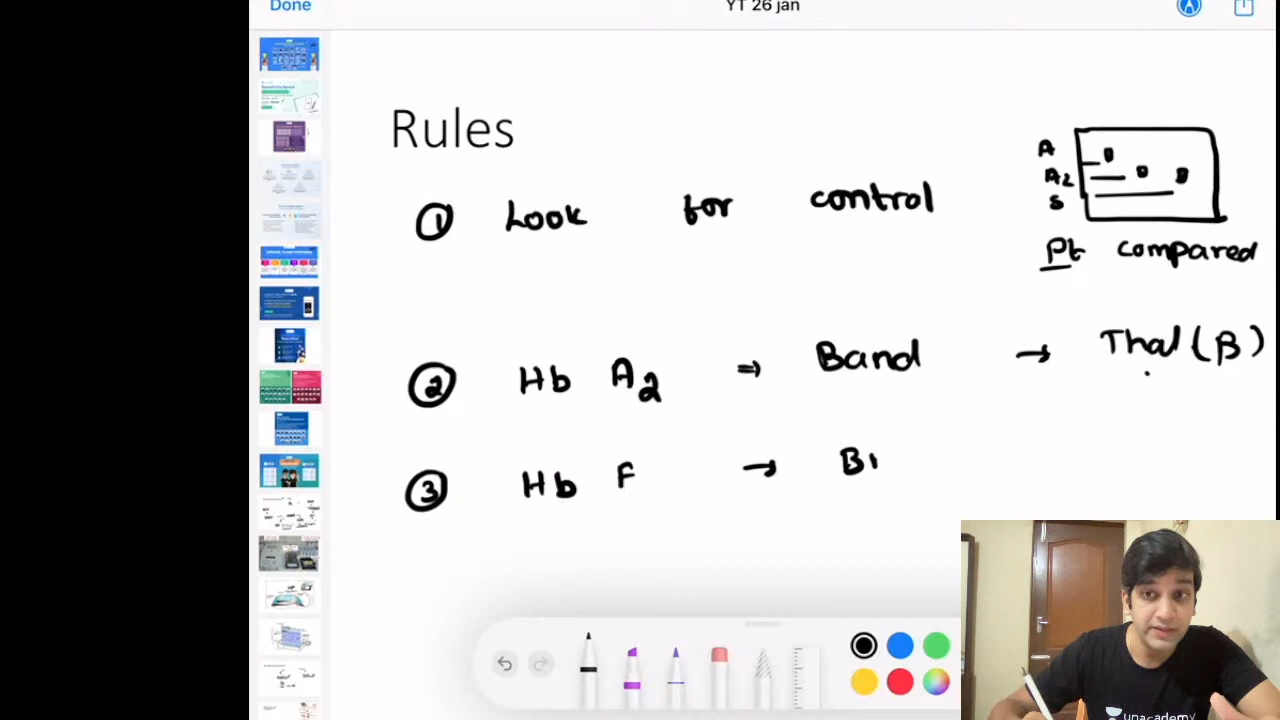 Done YT 26 jan
Rules
① Look for control
A
A2
S
Pt compared
② Hb A2 ⇒ Band → Thal (β)
③ Hb F → B
unacademy